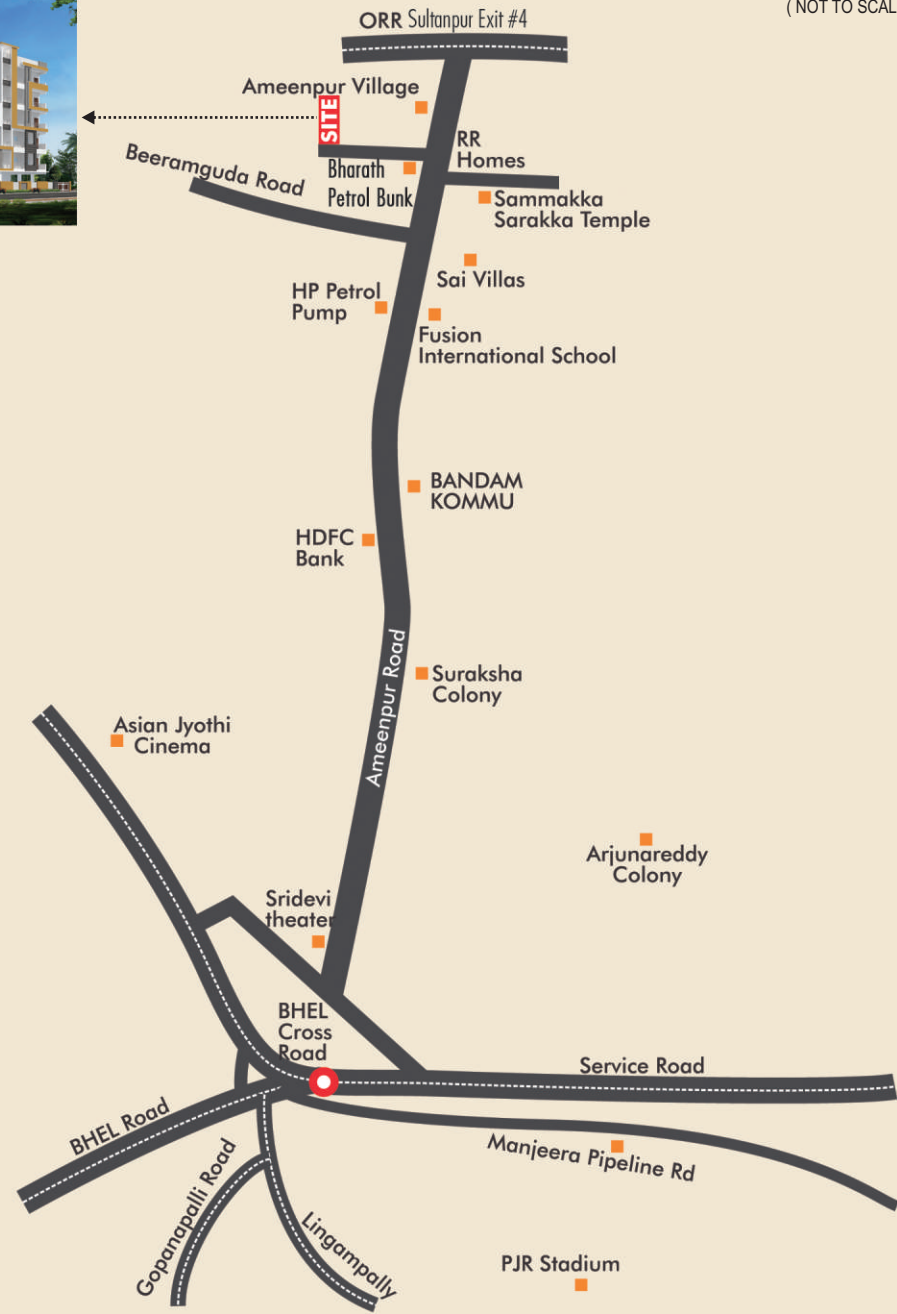 ( NOT TO SCAL
ORR Sultanpur Exit #4
Ameenpur Village
SITE
RR
Homes
Beeramguda Road
Bharath
Petrol Bunk
Sammakka
Sarakka Temple
Sai Villas
HP Petrol
Pump
Fusion
International School
BANDAM
KOMMU
HDFC
Bank
Ameenpur Road
Suraksha
Colony
Asian Jyothi
Cinema
Arjunareddy
Colony
Sridevi
theater
BHEL
Cross
Road
Service Road
BHEL Road
Manjeera Pipeline Rd
Gopanapalli Road
Lingampally
PJR Stadium